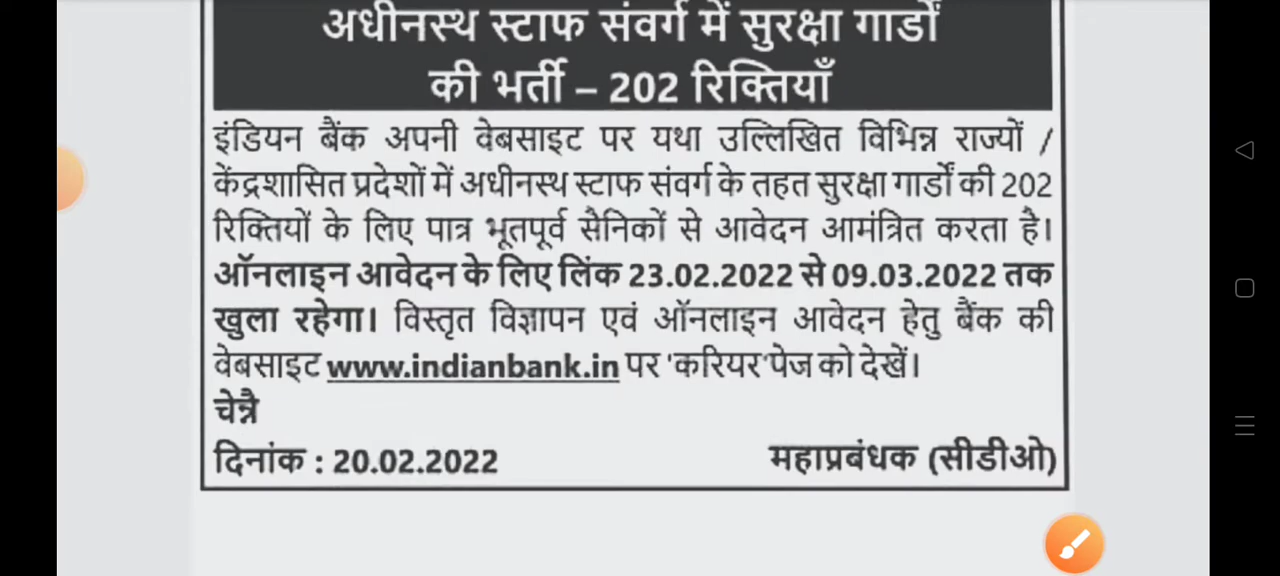 अधीनस्थ स्टाफ संवर्ग में सुरक्षा गार्डों
की भर्ती – 202 रिक्तियाँ
इंडियन बैंक अपनी वेबसाइट पर यथा उल्लिखित विभिन्न राज्यों /
केंद्रशासित प्रदेशों में अधीनस्थ स्टाफ संवर्ग के तहत सुरक्षा गार्डों की 202
रिक्तियों के लिए पात्र भूतपूर्व सैनिकों से आवेदन आमंत्रित करता है।
ऑनलाइन आवेदन के लिए लिंक 23.02.2022 से 09.03.2022 तक
खुला रहेगा। विस्तृत विज्ञापन एवं ऑनलाइन आवेदन हेतु बैंक की
वेबसाइट www.indianbank.in पर 'करियर' पेज को देखें।
चेन्नै
दिनांक : 20.02.2022 महाप्रबंधक (सीडीओ)